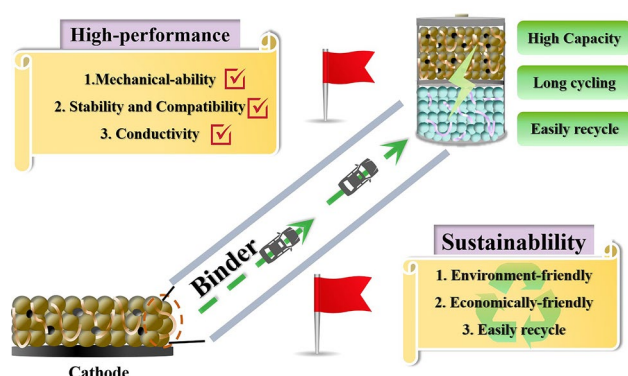 High-performance
1.Mechanical-ability
2. Stability and Compatibility
3. Conductivity
High Capacity
Long cycling
Easily recycle
Binder
Sustainablility
1. Environment-friendly
2. Economically-friendly
3. Easily recycle
Cathode